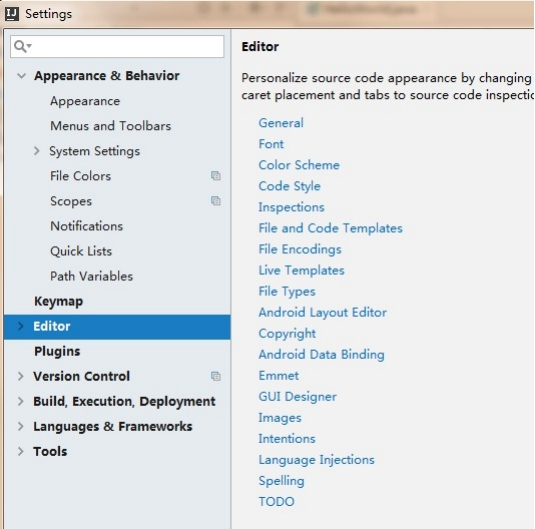 IJ Settings
Appearance & Behavior
Appearance
Menus and Toolbars
System Settings
File Colors
Scopes
Notifications
Quick Lists
Path Variables
Keymap
Editor
Plugins
Version Control
Build, Execution, Deployment
Languages & Frameworks
Tools
Editor
Personalize source code appearance by changing
caret placement and tabs to source code inspectio
General
Font
Color Scheme
Code Style
Inspections
File and Code Templates
File Encodings
Live Templates
File Types
Android Layout Editor
Copyright
Android Data Binding
Emmet
GUI Designer
Images
Intentions
Language Injections
Spelling
TODO